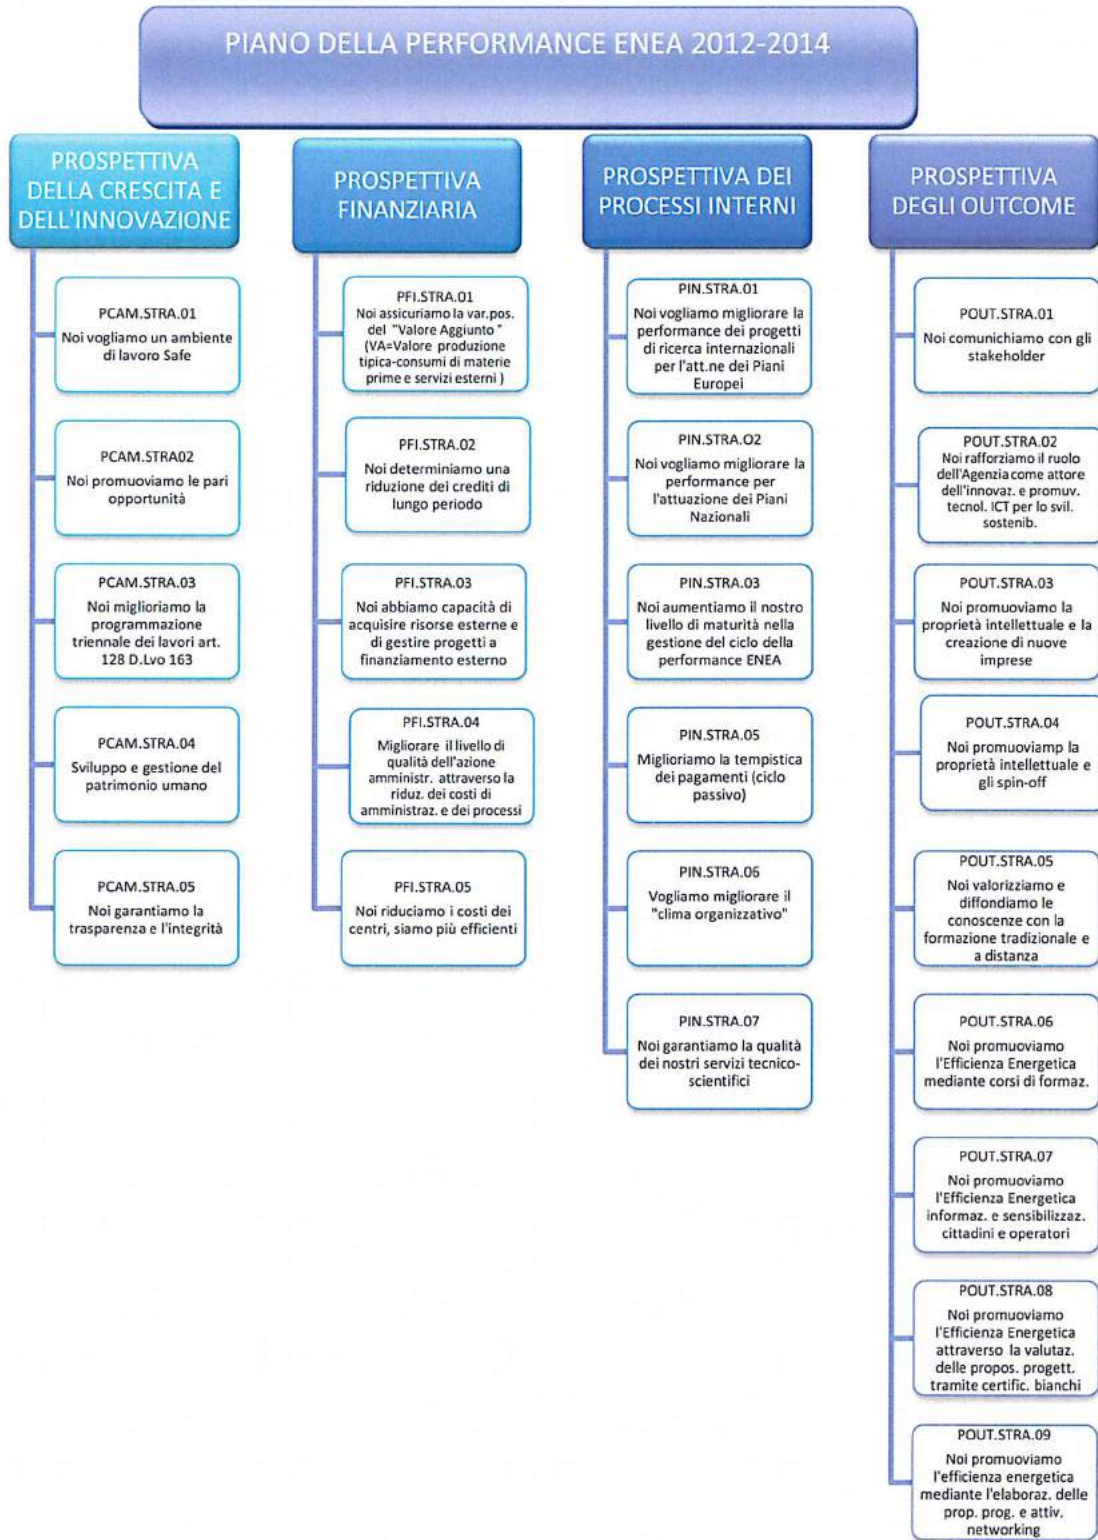 PIANO DELLA PERFORMANCE ENEA 2012-2014
PROSPETTIVA
DELLA CRESCITA E
DELL'INNOVAZIONE
PCAM.STRA.01
Noi vogliamo un ambiente
di lavoro Safe
PCAM.STRA02
Noi promuoviamo le pari
opportunità
PCAM.STRA.03
Noi miglioriamo la
programmazione
triennale dei lavori art.
128 D.Lvo 163
PCAM.STRA.04
Sviluppo e gestione del
patrimonio umano
PCAM.STRA.05
Noi garantiamo la
trasparenza e l'integrità
PROSPETTIVA
FINANZIARIA
PFI.STRA.01
Noi assicuriamo la var.pos.
del "Valore Aggiunto "
(VA=Valore produzione
tipica-consumi di materie
prime e servizi esterni )
PFI.STRA.02
Noi determiniamo una
riduzione dei crediti di
lungo periodo
PFI.STRA.03
Noi abbiamo capacità di
acquisire risorse esterne e
di gestire progetti a
finanziamento esterno
PFI.STRA.04
Migliorare il livello di
qualità dell'azione
amministr. attraverso la
riduz. dei costi di
amministraz. e dei processi
PFI.STRA.05
Noi riduciamo i costi dei
centri, siamo più efficienti
PROSPETTIVA DEI
PROCESSI INTERNI
PIN.STRA.01
Noi vogliamo migliorare la
performance dei progetti
di ricerca internazionali
per l'att.ne dei Piani
Europei
PIN.STRA.O2
Noi vogliamo migliorare la
performance per
l'attuazione dei Piani
Nazionali
PIN.STRA.03
Noi aumentiamo il nostro
livello di maturità nella
gestione del ciclo della
performance ENEA
PIN.STRA.05
Miglioriamo la tempistica
dei pagamenti (ciclo
passivo)
PIN.STRA.06
Vogliamo migliorare il
"clima organizzativo"
PIN.STRA.07
Noi garantiamo la qualità
dei nostri servizi tecnico-
scientifici
PROSPETTIVA
DEGLI OUTCOME
POUT.STRA.01
Noi comunichiamo con gli
stakeholder
POUT.STRA.02
Noi rafforziamo il ruolo
dell'Agenzia come attore
dell'innovaz. e promuv.
tecnol. ICT per lo svil.
sostenib.
POUT.STRA.03
Noi promuoviamo la
proprietà intellettuale e la
creazione di nuove
imprese
POUT.STRA.04
Noi promuoviamp la
proprietà intellettuale e
gli spin-off
POUT.STRA.05
Noi valorizziamo e
diffondiamo le
conoscenze con la
formazione tradizionale e
a distanza
POUT.STRA.06
Noi promuoviamo
l'Efficienza Energetica
mediante corsi di formaz.
POUT.STRA.07
Noi promuoviamo
l'Efficienza Energetica
informaz. e sensibilizzaz.
cittadini e operatori
POUT.STRA.08
Noi promuoviamo
l'Efficienza Energetica
attraverso la valutaz.
delle propos. progett.
tramite certific. bianchi
POUT.STRA.09
Noi promuoviamo
l'efficienza energetica
mediante l'elaboraz. delle
prop. prog. e attiv.
networking